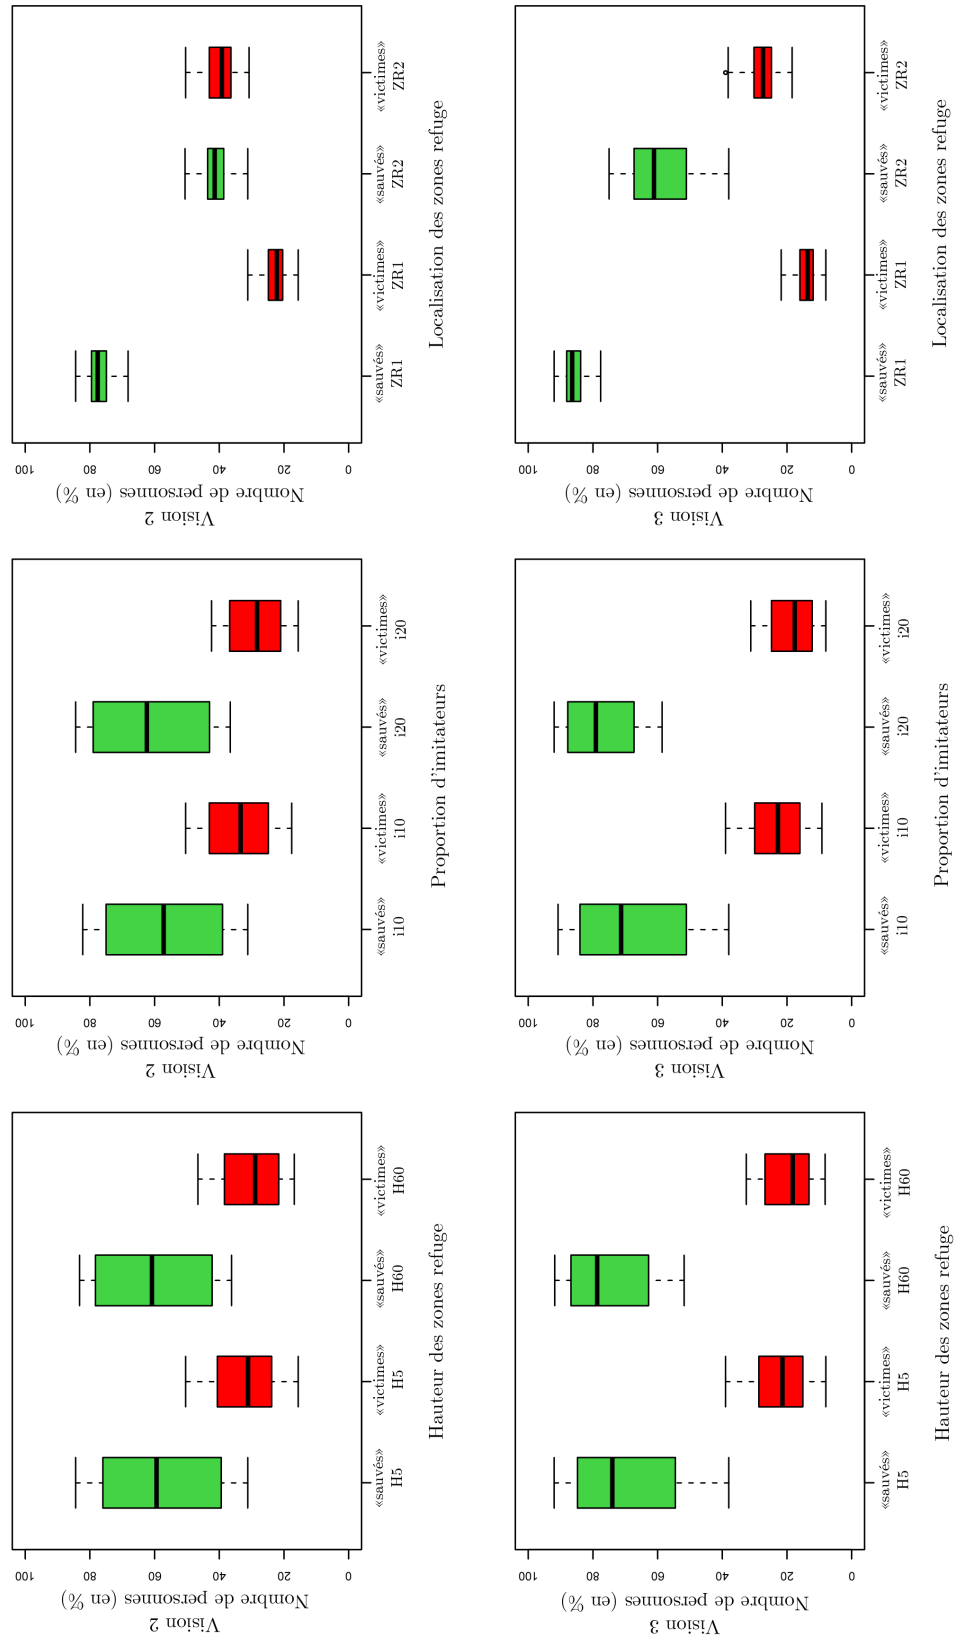 Vision 2
Nombre de personnes (en %)
0 20 40 60 80 100
«sauvés» «victimes» «sauvés» «victimes»
H5 H5 H60 H60
Hauteur des zones refuge
Vision 2
Nombre de personnes (en %)
0 20 40 60 80 100
«sauvés» «victimes» «sauvés» «victimes»
i10 i10 i20 i20
Proportion d'imitateurs
Vision 2
Nombre de personnes (en %)
0 20 40 60 80 100
«sauvés» «victimes» «sauvés» «victimes»
ZR1 ZR1 ZR2 ZR2
Localisation des zones refuge
Vision 3
Nombre de personnes (en %)
0 20 40 60 80 100
«sauvés» «victimes» «sauvés» «victimes»
H5 H5 H60 H60
Hauteur des zones refuge
Vision 3
Nombre de personnes (en %)
0 20 40 60 80 100
«sauvés» «victimes» «sauvés» «victimes»
i10 i10 i20 i20
Proportion d'imitateurs
Vision 3
Nombre de personnes (en %)
0 20 40 60 80 100
«sauvés» «victimes» «sauvés» «victimes»
ZR1 ZR1 ZR2 ZR2
Localisation des zones refuge